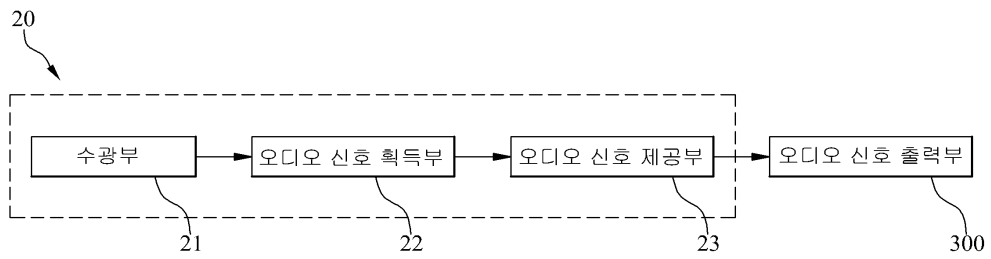 20
수광부
오디오 신호 획득부
오디오 신호 제공부
오디오 신호 출력부
21
22
23
300